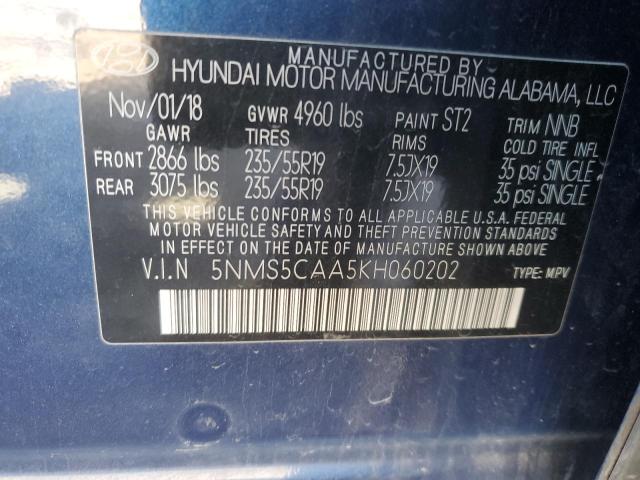 MANUFACTURED BY
HYUNDAI MOTOR MANUFACTURING ALABAMA, LLC
Nov/01/18 GVWR 4960 lbs PAINT ST2 TRIM NNB
GAWR TIRES RIMS COLD TIRE INFL
FRONT 2866 lbs 235/55R19 7.5JX19 35 psi SINGLE
REAR 3075 lbs 235/55R19 7.5JX19 35 psi SINGLE
THIS VEHICLE CONFORMS TO ALL APPLICABLE U.S.A. FEDERAL
MOTOR VEHICLE SAFETY AND THEFT PREVENTION STANDARDS
IN EFFECT ON THE DATE OF MANUFACTURE SHOWN ABOVE
V.I.N 5NMS5CAA5KH060202 TYPE: MPV